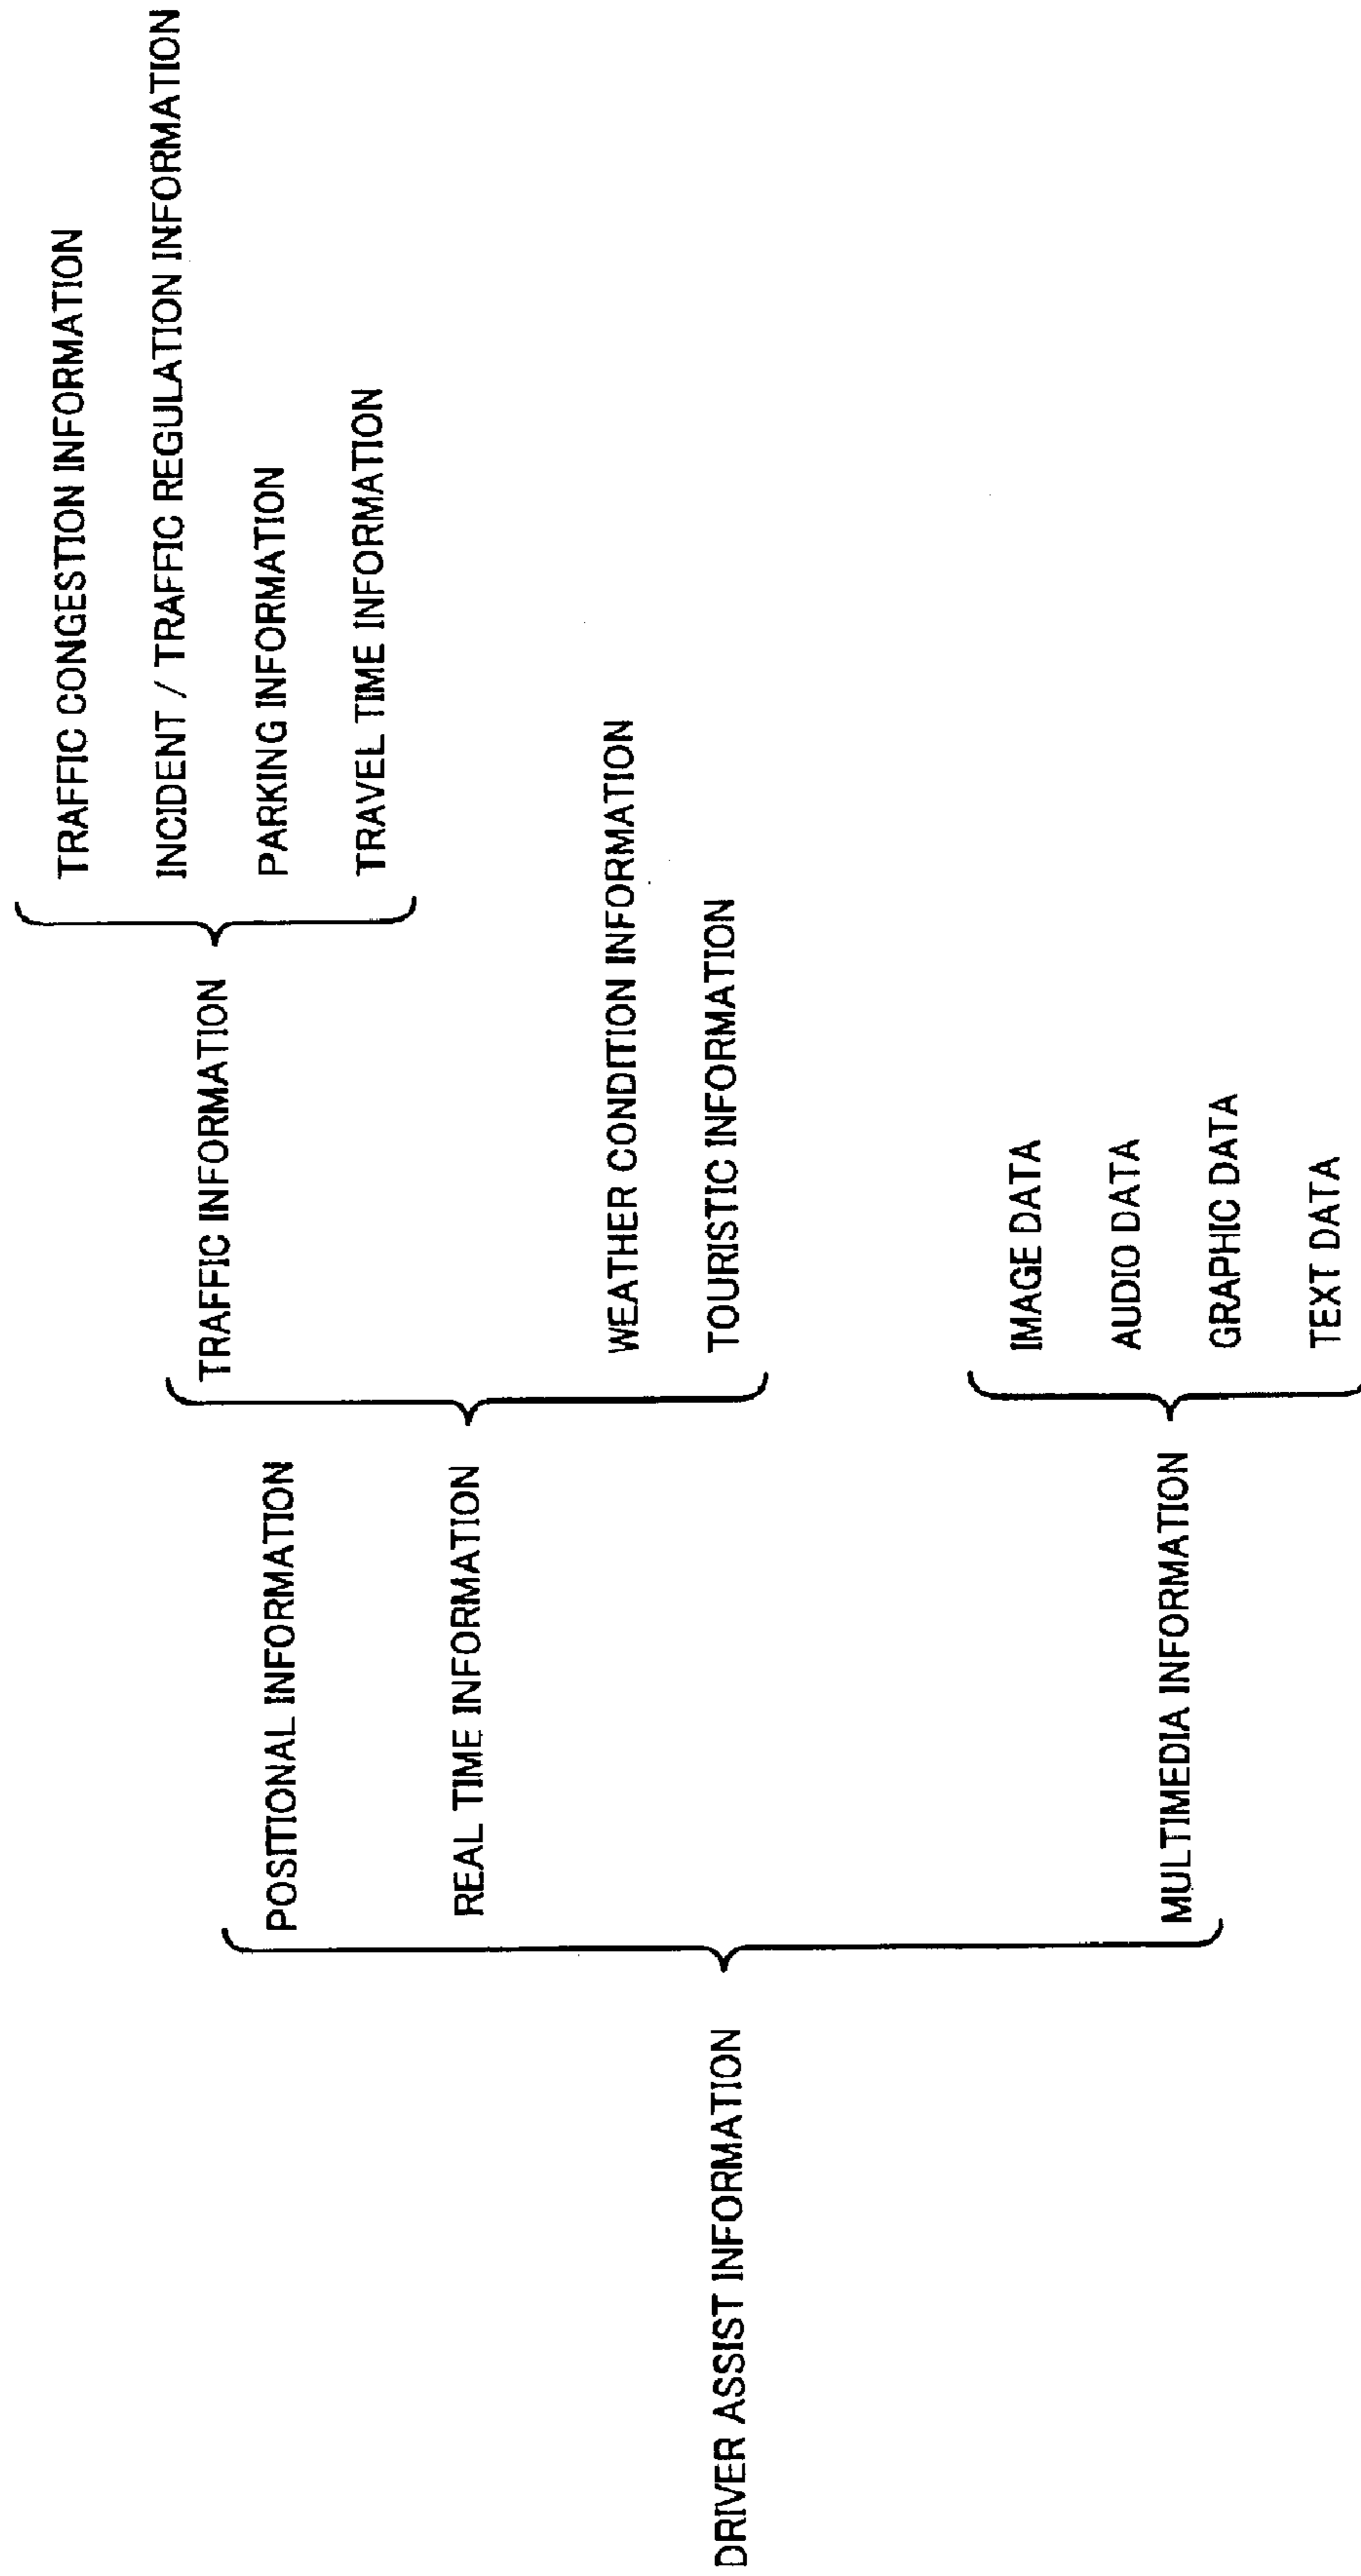 DRIVER ASSIST INFORMATION
POSITIONAL INFORMATION
REAL TIME INFORMATION
TRAFFIC INFORMATION
TRAFFIC CONGESTION INFORMATION
INCIDENT / TRAFFIC REGULATION INFORMATION
PARKING INFORMATION
TRAVEL TIME INFORMATION
WEATHER CONDITION INFORMATION
TOURISTIC INFORMATION
MULTIMEDIA INFORMATION
IMAGE DATA
AUDIO DATA
GRAPHIC DATA
TEXT DATA